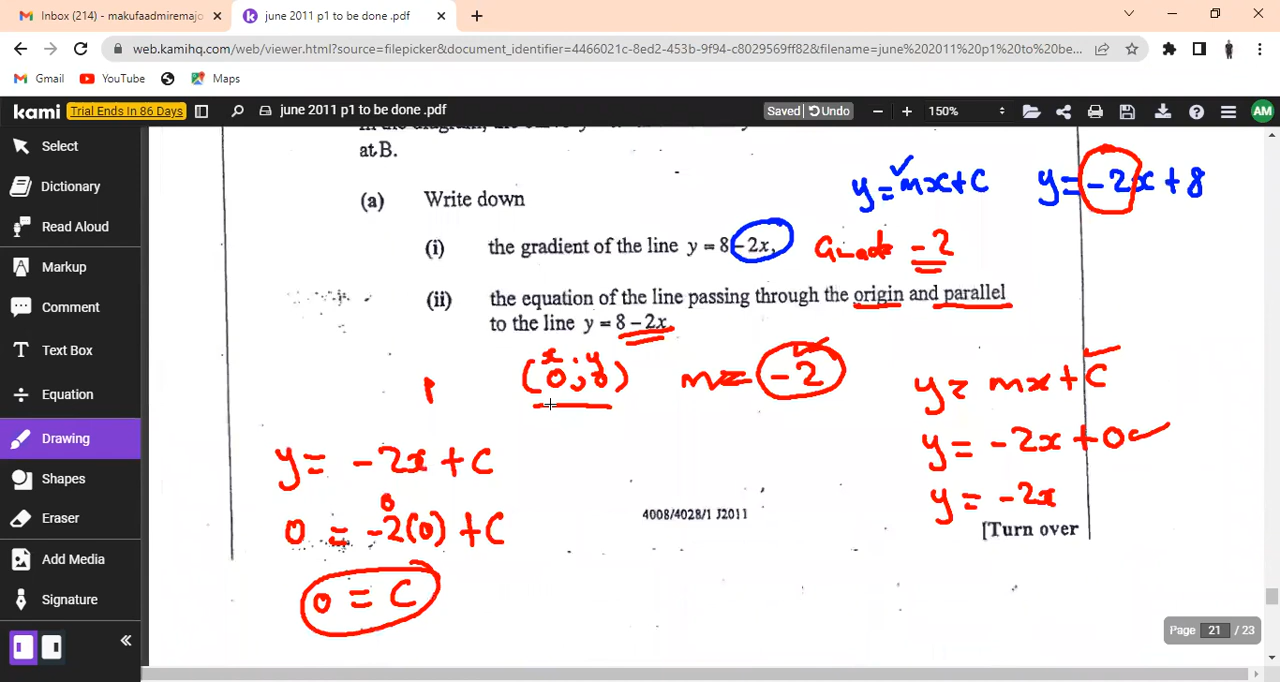 Inbox (214) - makufaadmiremajo
june 2011 p1 to be done .pdf
web.kamihq.com/web/viewer.html?source=filepicker&document_identifier=4466021c-8ed2-453b-9f94-c8029569ff82&filename=june%202011%20p1%20to%20be...
Gmail YouTube Maps
kami Trial Ends In 86 Days june 2011 p1 to be done .pdf Saved Undo 150% AM
Select
Dictionary
Read Aloud
Markup
Comment
Text Box
Equation
Drawing
Shapes
Eraser
Add Media
Signature
at B.
y = mx + c y = -2x + 8
(a) Write down
(i) the gradient of the line y = 8 - 2x, -2
(ii) the equation of the line passing through the origin and parallel
to the line y = 8 - 2x
x y
(0 ; 0) m = -2
y = mx + c
y = -2x + 0
y = -2x
y = -2x + c
0
0 = -2(0) + c
0 = c
4008/4028/1 J2011
[Turn over
Page 21 / 23